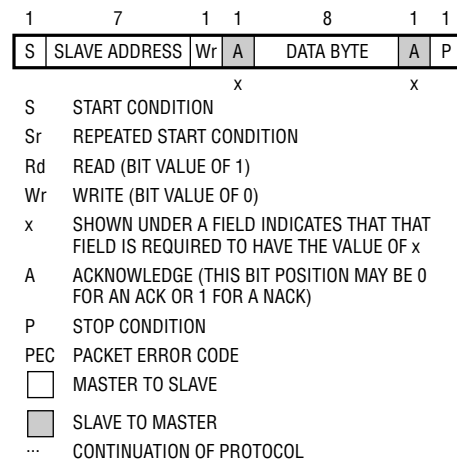 1 7 1 1 8 1 1
S SLAVE ADDRESS Wr A DATA BYTE A P
x x
S START CONDITION
Sr REPEATED START CONDITION
Rd READ (BIT VALUE OF 1)
Wr WRITE (BIT VALUE OF 0)
x SHOWN UNDER A FIELD INDICATES THAT THAT
FIELD IS REQUIRED TO HAVE THE VALUE OF x
A ACKNOWLEDGE (THIS BIT POSITION MAY BE 0
FOR AN ACK OR 1 FOR A NACK)
P STOP CONDITION
PEC PACKET ERROR CODE
MASTER TO SLAVE
SLAVE TO MASTER
... CONTINUATION OF PROTOCOL